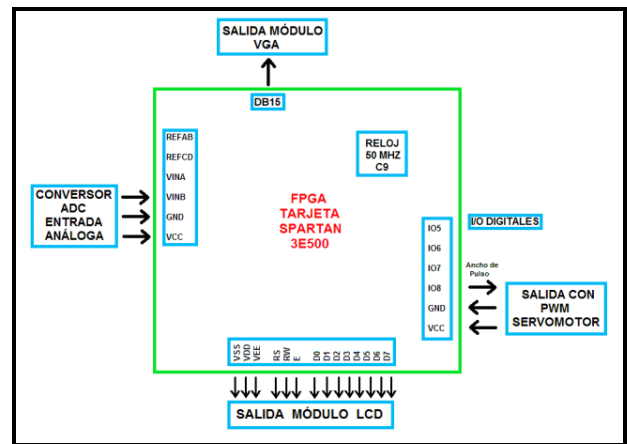 SALIDA MÓDULO
VGA
DB15
REFAB
REFCD
VINA
VINB
GND
VCC
RELOJ
50 MHZ
C9
CONVERSOR
ADC
ENTRADA
ANÁLOGA
FPGA
TARJETA
SPARTAN
3E500
I/O DIGITALES
IO5
IO6
IO7
IO8
GND
VCC
Ancho de
Pulso
SALIDA CON
PWM
SERVOMOTOR
VSS
VDD
VEE
RS
RW
E
D0
D1
D2
D3
D4
D5
D6
D7
SALIDA MÓDULO LCD